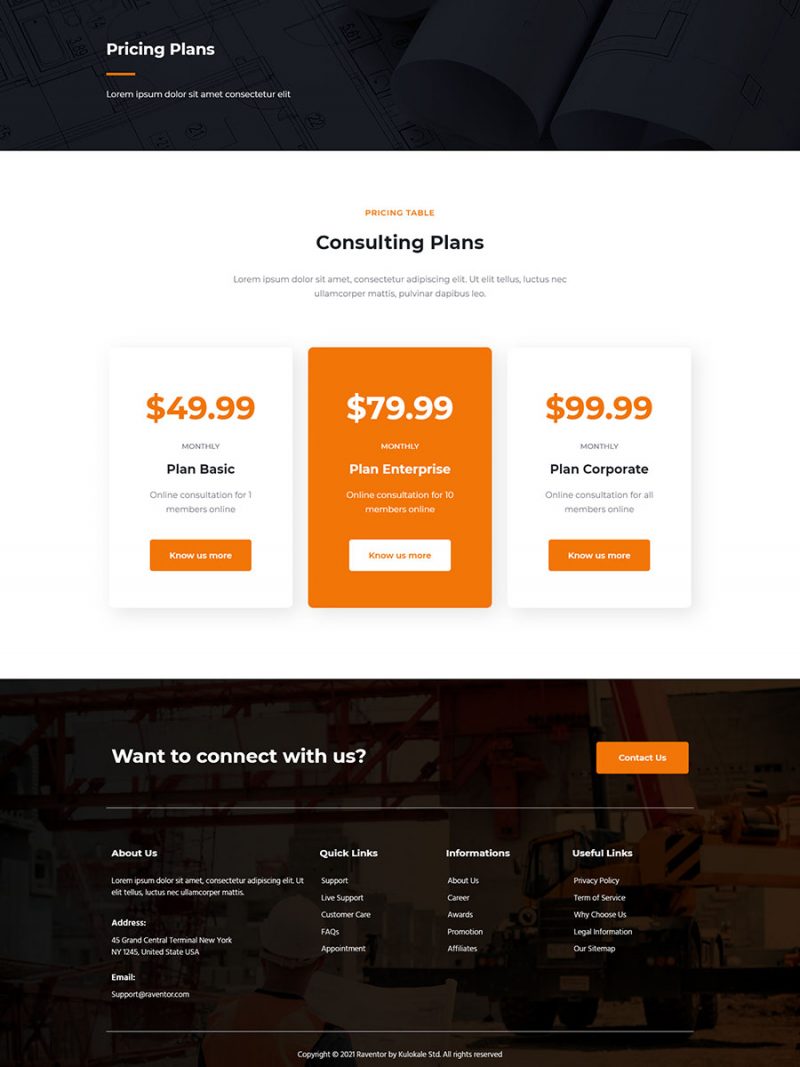 Pricing Plans
Lorem ipsum dolor sit amet consectetur elit
PRICING TABLE
Consulting Plans
Lorem ipsum dolor sit amet, consectetur adipiscing elit. Ut elit tellus, luctus nec
ullamcorper mattis, pulvinar dapibus leo.
$49.99
MONTHLY
Plan Basic
Online consultation for 1
members online
Know us more
$79.99
MONTHLY
Plan Enterprise
Online consultation for 10
members online
Know us more
$99.99
MONTHLY
Plan Corporate
Online consultation for all
members online
Know us more
Want to connect with us?
Contact Us
About Us
Lorem ipsum dolor sit amet, consectetur adipiscing elit. Ut
elit tellus, luctus nec ullamcorper mattis.
Address:
45 Grand Central Terminal New York
NY 1245, United State USA
Email:
Support@raventor.com
Quick Links
Support
Live Support
Customer Care
FAQs
Appointment
Informations
About Us
Career
Awards
Promotion
Affiliates
Useful Links
Privacy Policy
Term of Service
Why Choose Us
Legal Information
Our Sitemap
Copyright © 2021 Raventor by Kulokale Std. All rights reserved